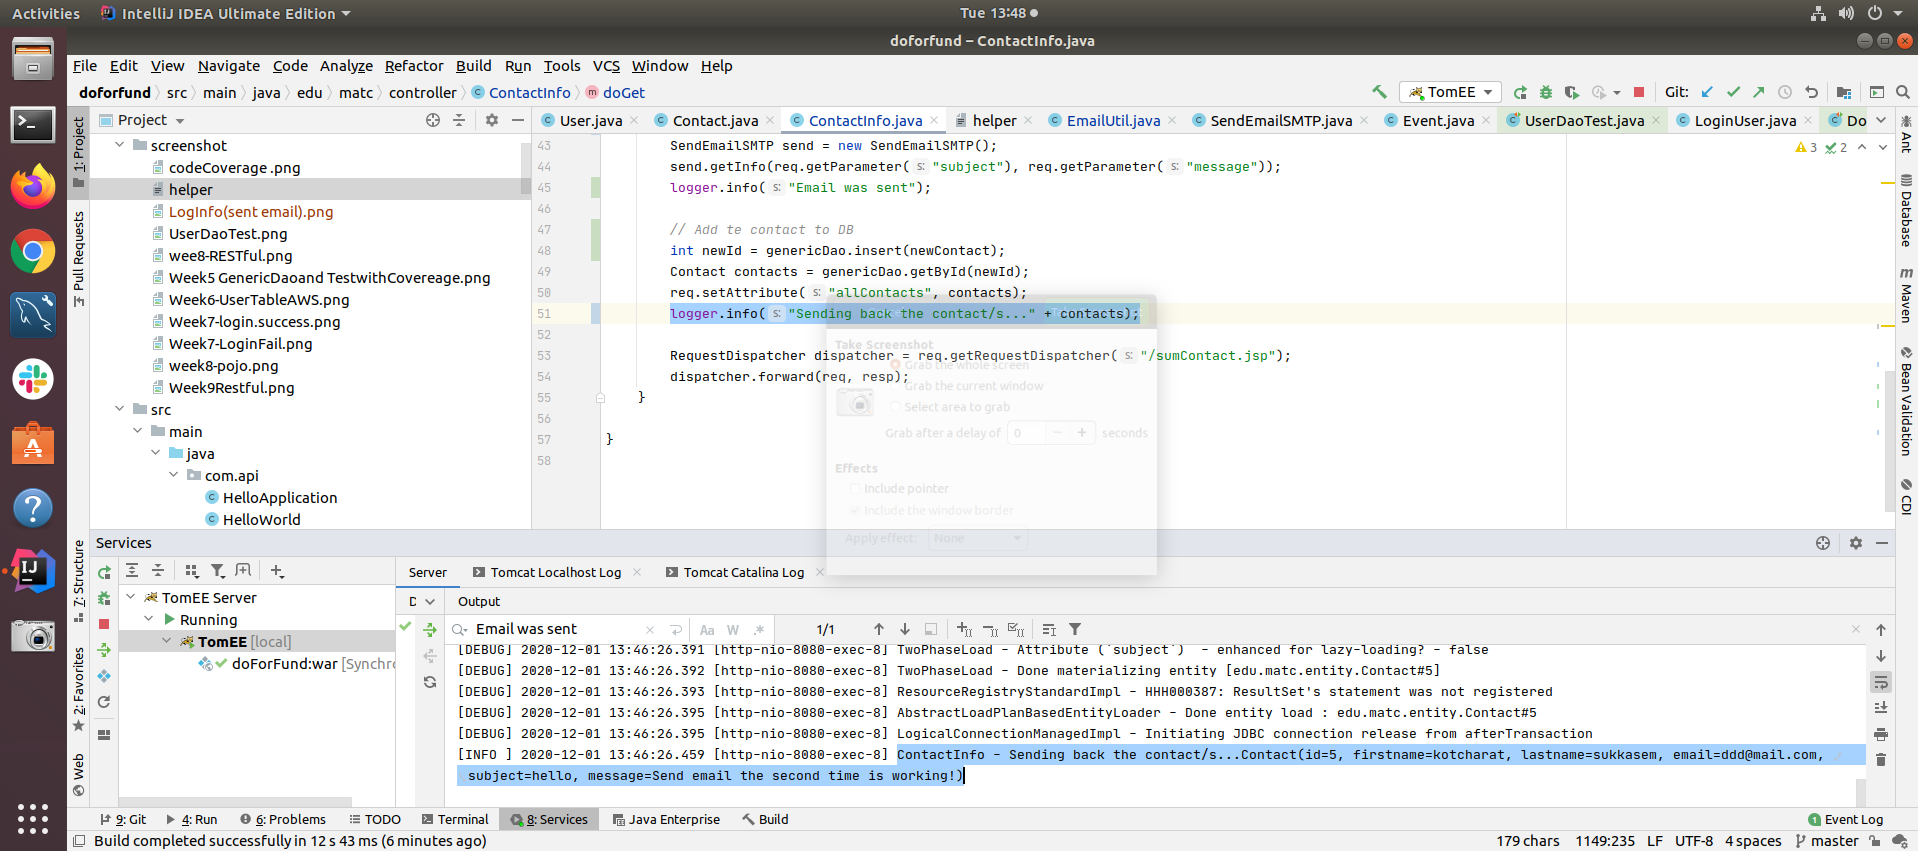 Activities IntelliJ IDEA Ultimate Edition Tue 13:48
doforfund – ContactInfo.java
File Edit View Navigate Code Analyze Refactor Build Run Tools VCS Window Help
doforfund src main java edu matc controller ContactInfo doGet TomEE Git:
1: Project
Pull Requests
7: Structure
2: Favorites
Web
Project
screenshot
codeCoverage .png
helper
LogInfo(sent email).png
UserDaoTest.png
wee8-RESTful.png
Week5 GenericDaoand TestwithCovereage.png
Week6-UserTableAWS.png
Week7-login.success.png
Week7-LoginFail.png
week8-pojo.png
Week9Restful.png
src
main
java
com.api
HelloApplication
HelloWorld
User.java Contact.java ContactInfo.java helper EmailUtil.java SendEmailSMTP.java Event.java UserDaoTest.java LoginUser.java Do
3 2
43 SendEmailSMTP send = new SendEmailSMTP();
44 send.getInfo(req.getParameter( s: "subject"), req.getParameter( s: "message"));
45 logger.info( s: "Email was sent");
46
47 // Add te contact to DB
48 int newId = genericDao.insert(newContact);
49 Contact contacts = genericDao.getById(newId);
50 req.setAttribute( s: "allContacts", contacts);
51 logger.info( s: "Sending back the contact/s..." + contacts);
52
53 RequestDispatcher dispatcher = req.getRequestDispatcher( s: "/sumContact.jsp");
54 dispatcher.forward(req, resp);
55 }
56
57 }
58
Take Screenshot
Grab the whole screen
Grab the current window
Select area to grab
Grab after a delay of 0 − + seconds
Effects
Include pointer
Include the window border
Apply effect: None
Ant
Database
Maven
Bean Validation
CDI
Services
TomEE Server
Running
TomEE [local]
doForFund:war [Synchro
Server Tomcat Localhost Log Tomcat Catalina Log
D Output
Email was sent Aa W .* 1/1
[DEBUG] 2020-12-01 13:46:26.391 [http-nio-8080-exec-8] TwoPhaseLoad - Attribute (`subject`) - enhanced for lazy-loading? - false
[DEBUG] 2020-12-01 13:46:26.392 [http-nio-8080-exec-8] TwoPhaseLoad - Done materializing entity [edu.matc.entity.Contact#5]
[DEBUG] 2020-12-01 13:46:26.393 [http-nio-8080-exec-8] ResourceRegistryStandardImpl - HHH000387: ResultSet's statement was not registered
[DEBUG] 2020-12-01 13:46:26.395 [http-nio-8080-exec-8] AbstractLoadPlanBasedEntityLoader - Done entity load : edu.matc.entity.Contact#5
[DEBUG] 2020-12-01 13:46:26.395 [http-nio-8080-exec-8] LogicalConnectionManagedImpl - Initiating JDBC connection release from afterTransaction
[INFO ] 2020-12-01 13:46:26.459 [http-nio-8080-exec-8] ContactInfo - Sending back the contact/s...Contact(id=5, firstname=kotcharat, lastname=sukkasem, email=ddd@mail.com,
subject=hello, message=Send email the second time is working!)
9: Git 4: Run 6: Problems TODO Terminal 8: Services Java Enterprise Build 1 Event Log
Build completed successfully in 12 s 43 ms (6 minutes ago) 179 chars 1149:235 LF UTF-8 4 spaces master